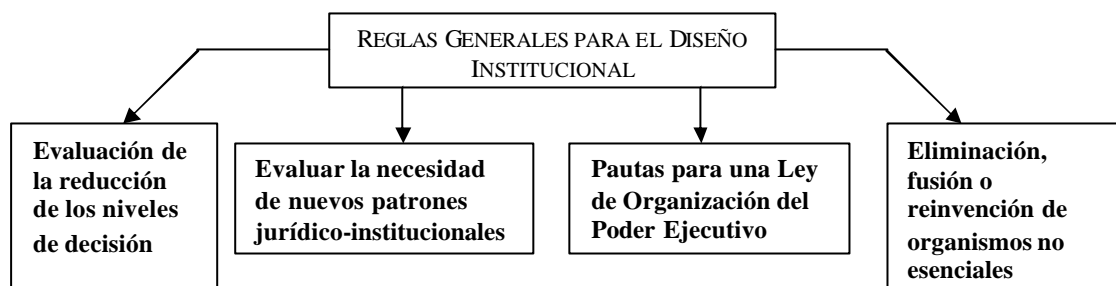 REGLAS GENERALES PARA EL DISEÑO
INSTITUCIONAL
Evaluación de
la reducción
de los niveles
de decisión
Evaluar la necesidad
de nuevos patrones
jurídico-institucionales
Pautas para una Ley
de Organización del
Poder Ejecutivo
Eliminación,
fusión o
reinvención de
organismos no
esenciales